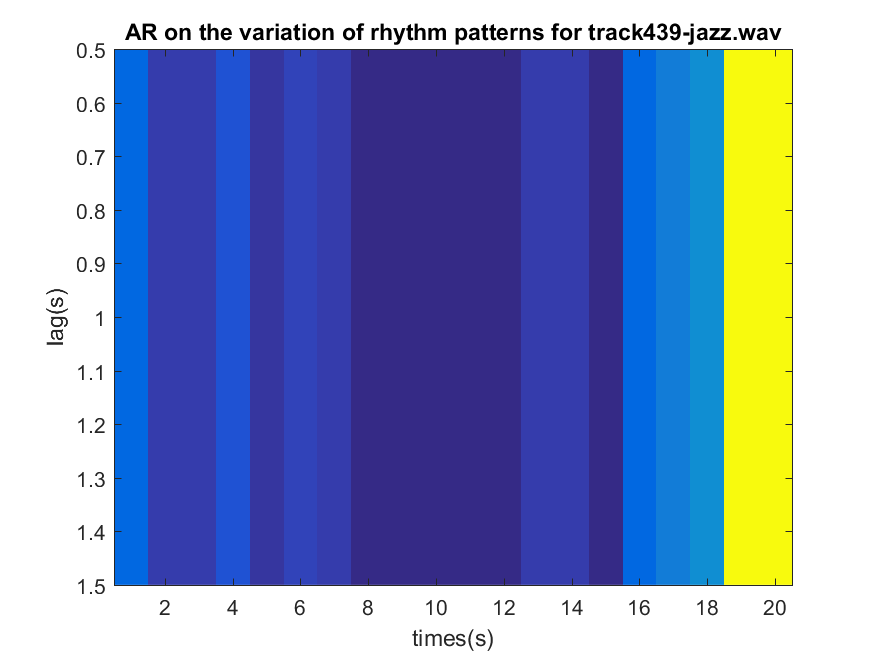 AR on the variation of rhythm patterns for track439-jazz.wav
0.5
0.6
0.7
0.8
0.9
1
1.1
1.2
1.3
1.4
1.5
lag(s)
2 4 6 8 10 12 14 16 18 20
times(s)